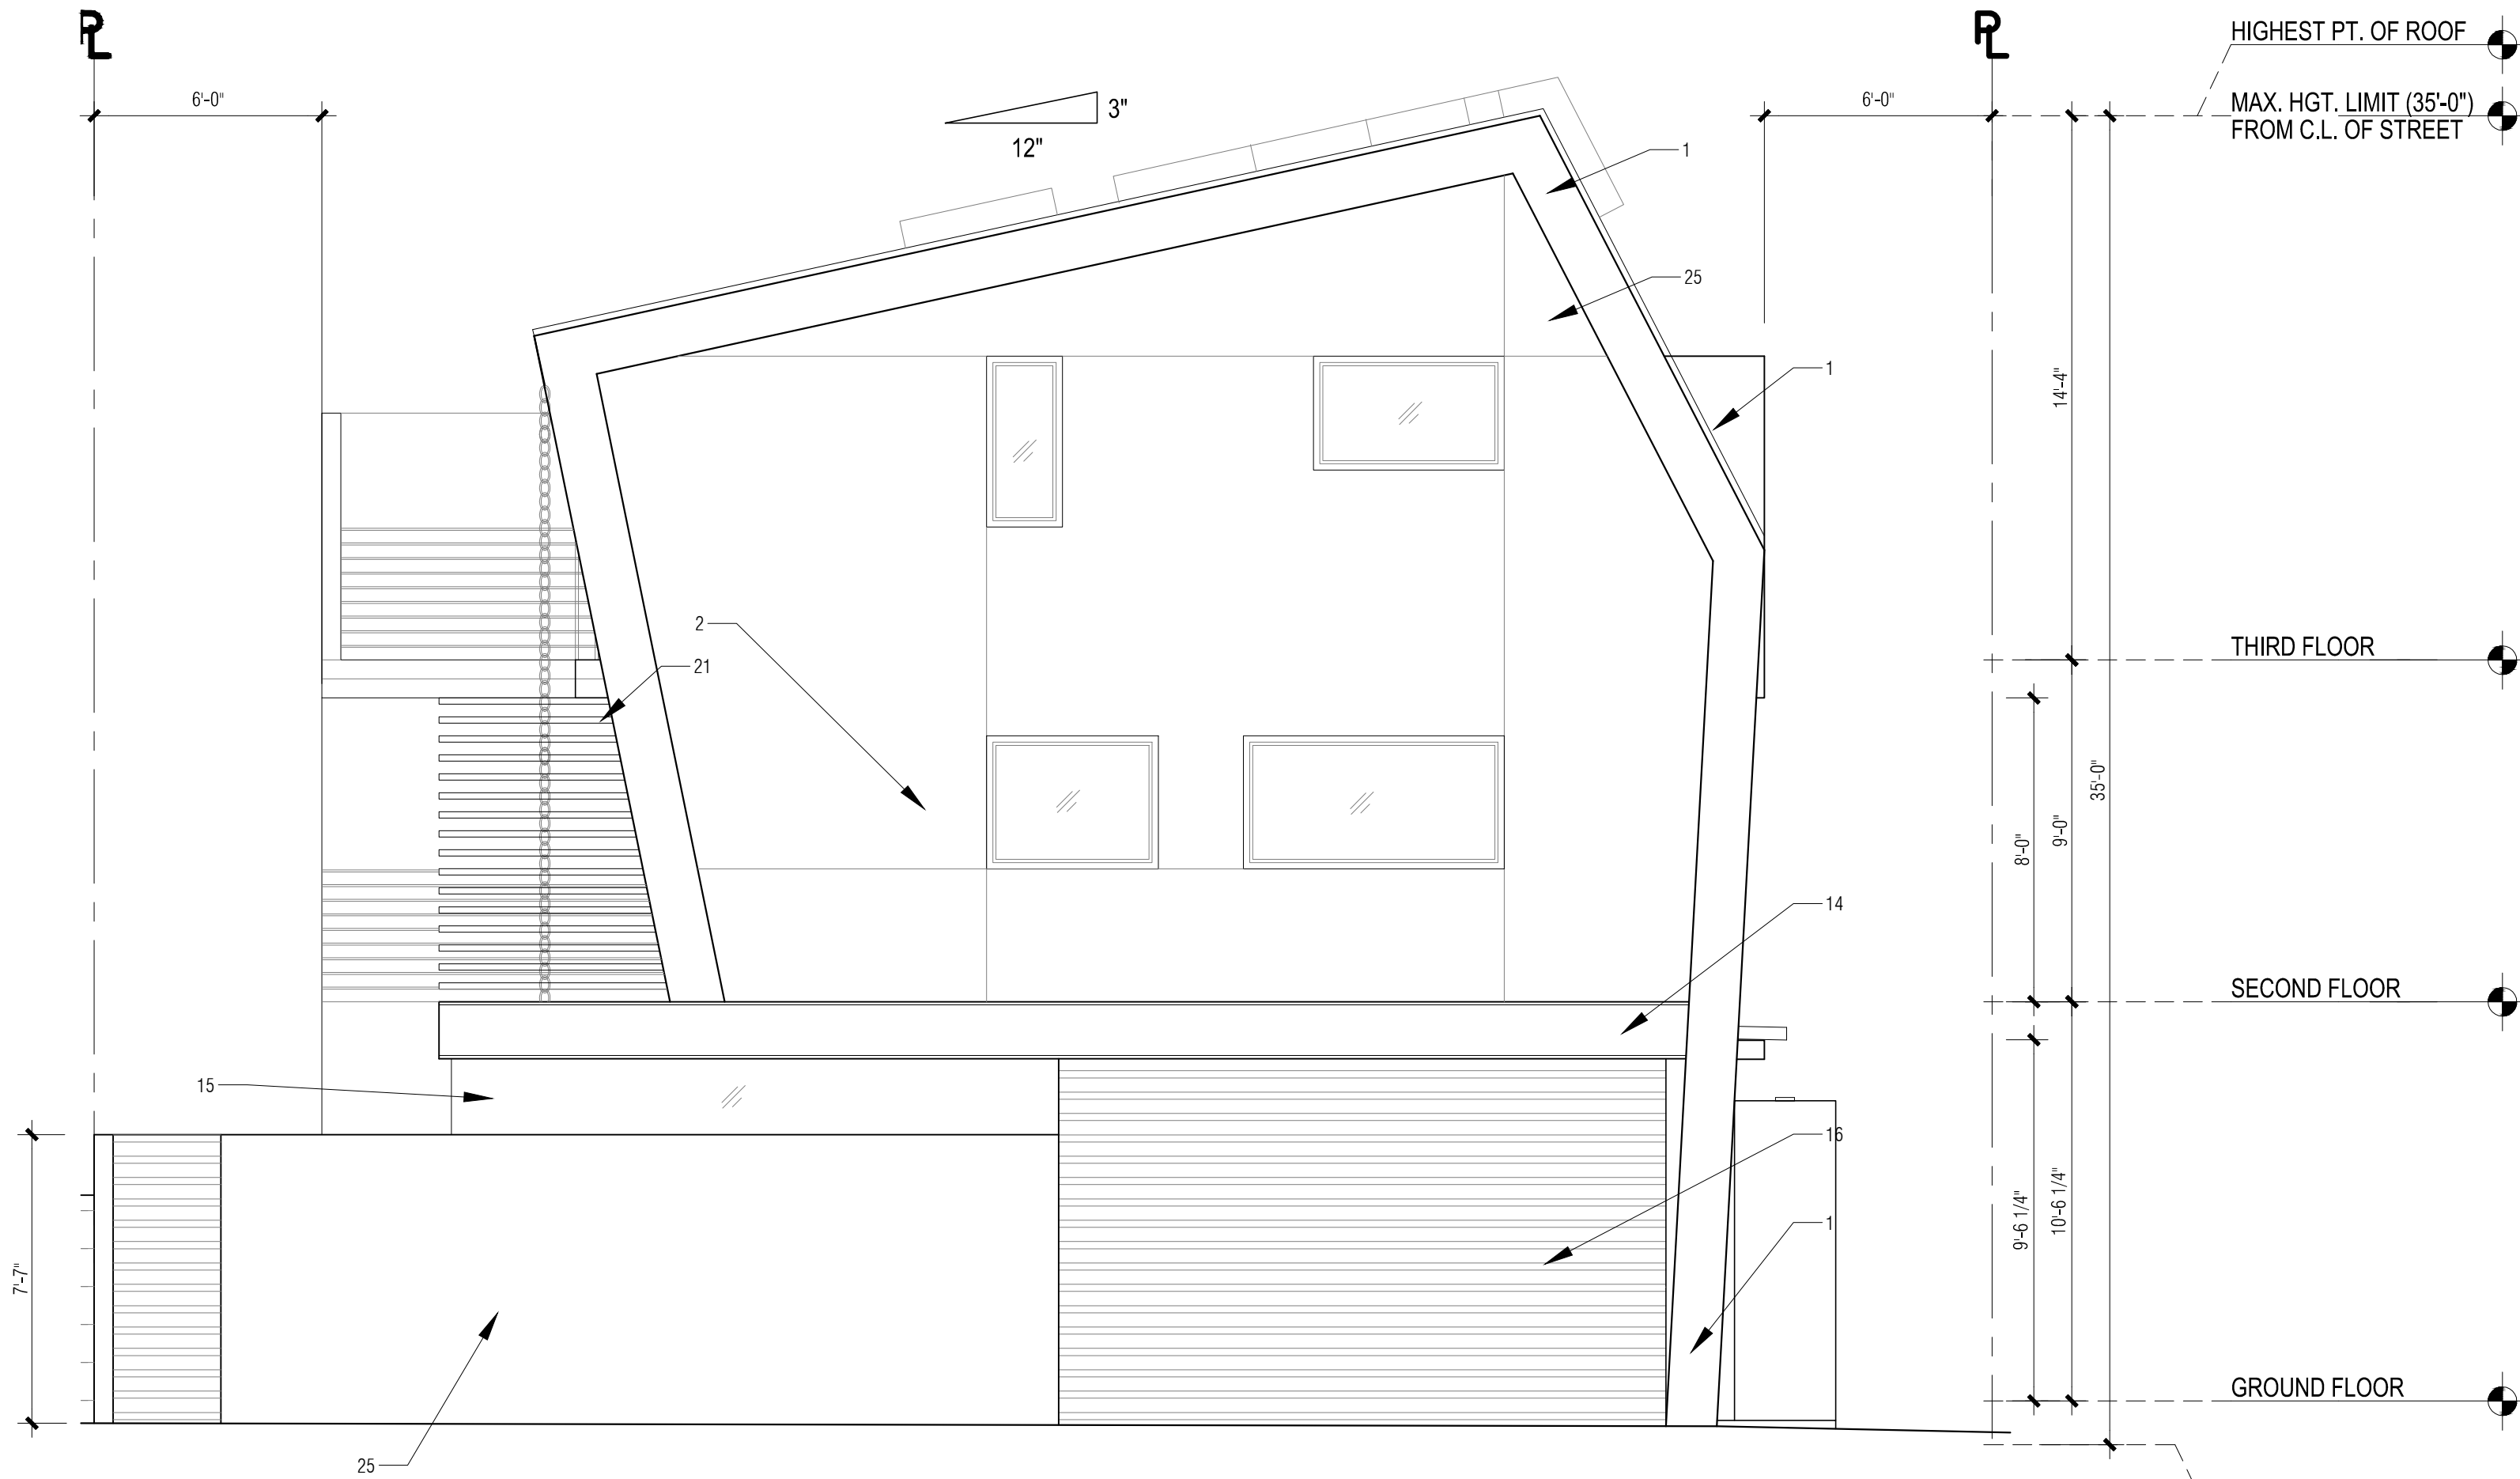 PL
PL
HIGHEST PT. OF ROOF
6'-0"
3"
12"
6'-0"
MAX. HGT. LIMIT (35'-0")
FROM C.L. OF STREET
1
25
1
14'-4"
2
21
THIRD FLOOR
35'-0"
8'-0"
9'-0"
14
SECOND FLOOR
15
16
1
9'-6 1/4"
10'-6 1/4"
7'-7"
GROUND FLOOR
25